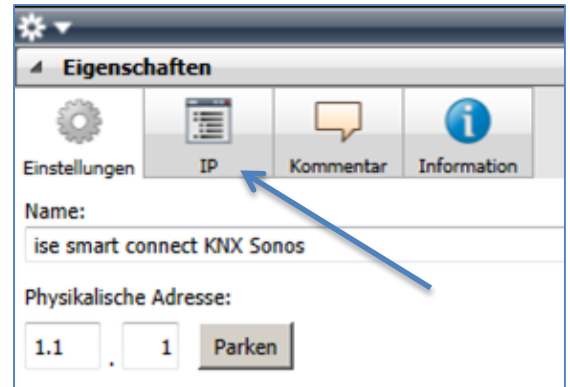 Eigenschaften
Einstellungen IP Kommentar Information
Name:
ise smart connect KNX Sonos
Physikalische Adresse:
1.1 . 1 Parken